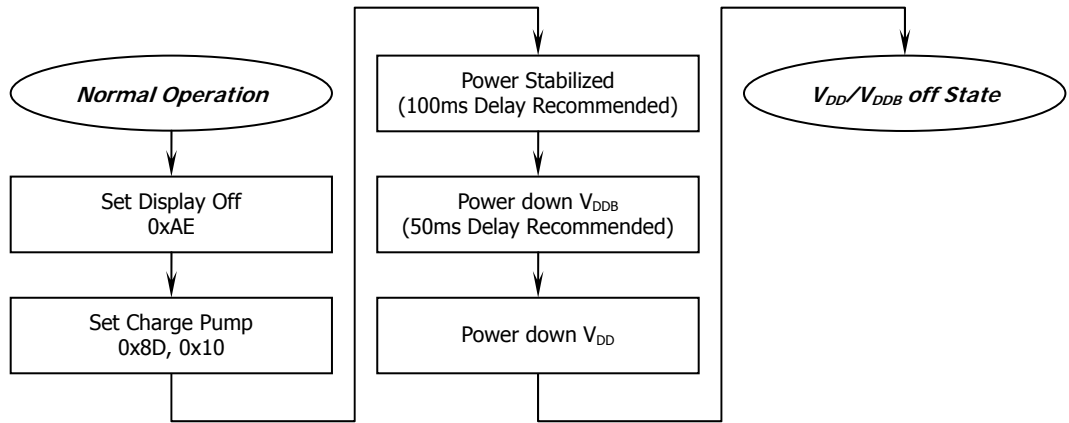 Normal Operation
Set Display Off
0xAE
Set Charge Pump
0x8D, 0x10
Power Stabilized
(100ms Delay Recommended)
Power down VDDB
(50ms Delay Recommended)
Power down VDD
VDD/VDDB off State